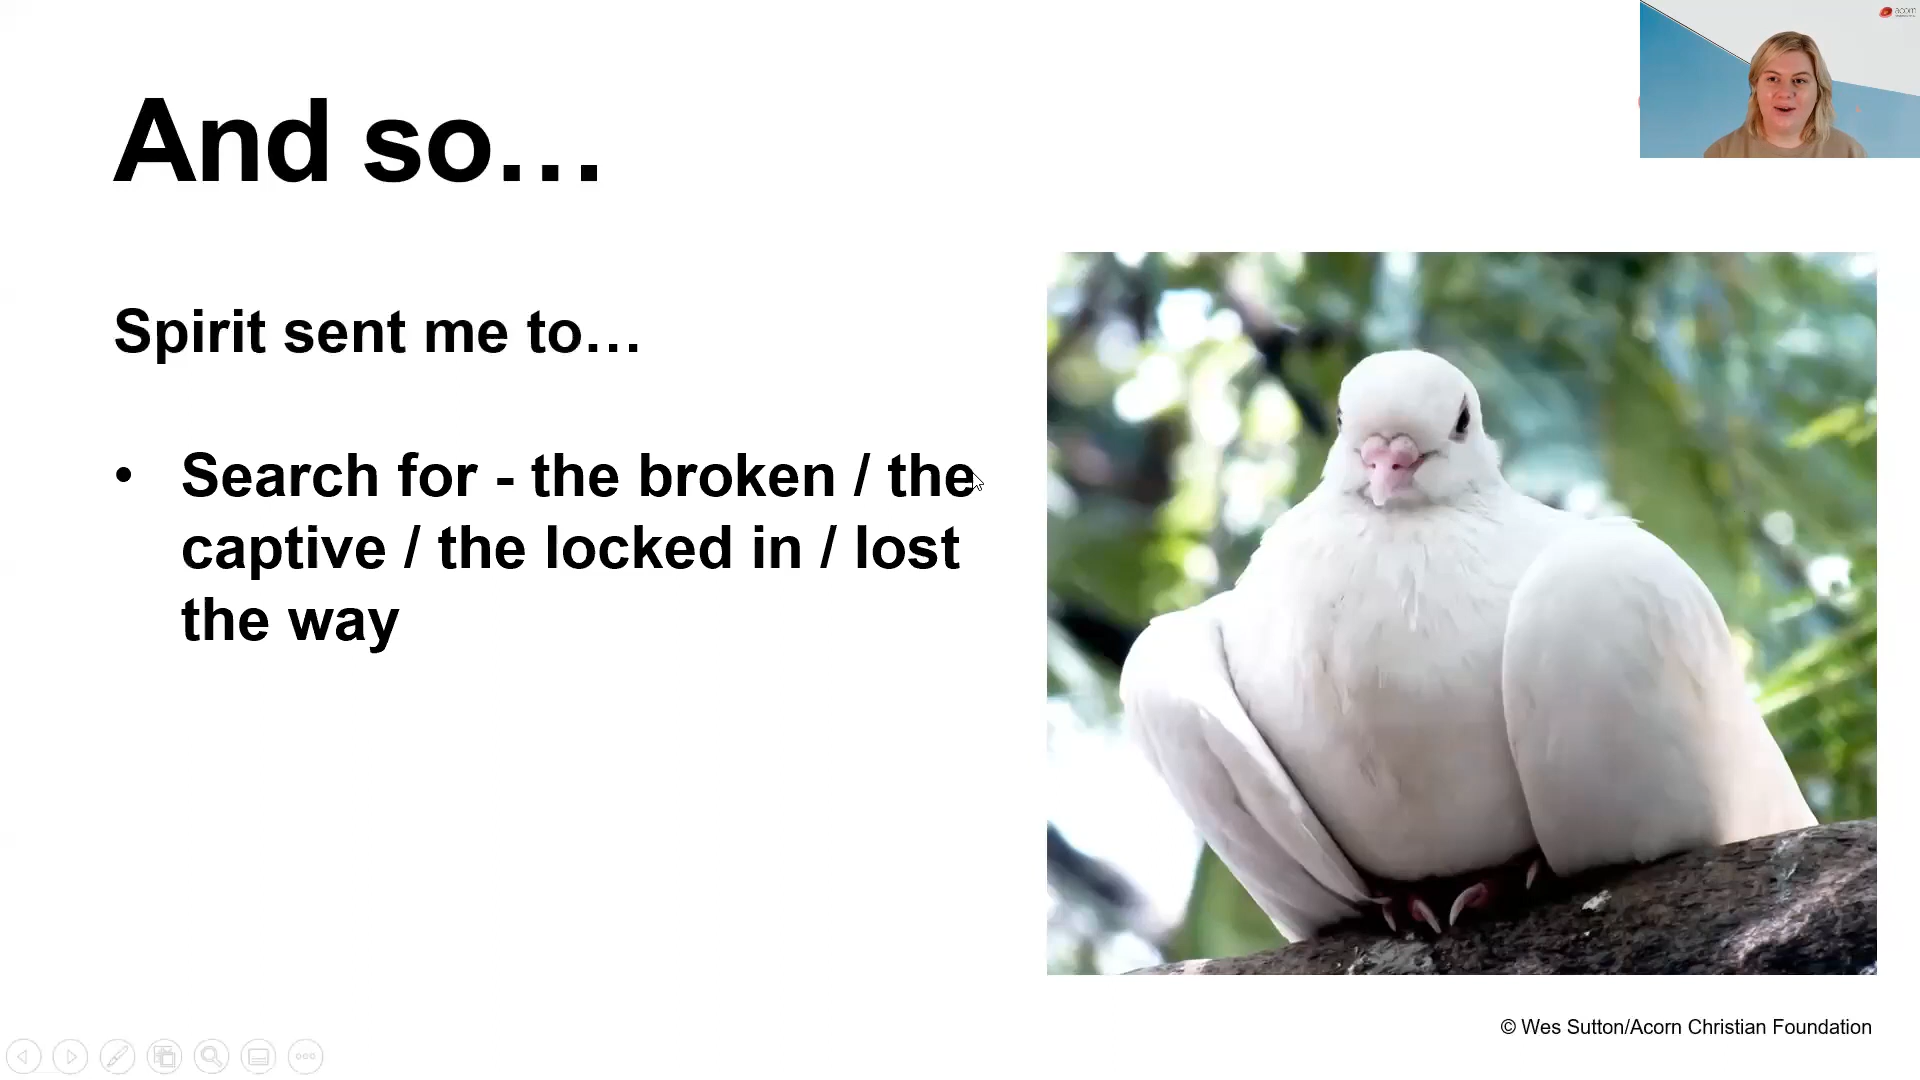 acorn
And so…
Spirit sent me to…
• Search for - the broken / the
captive / the locked in / lost
the way
© Wes Sutton/Acorn Christian Foundation